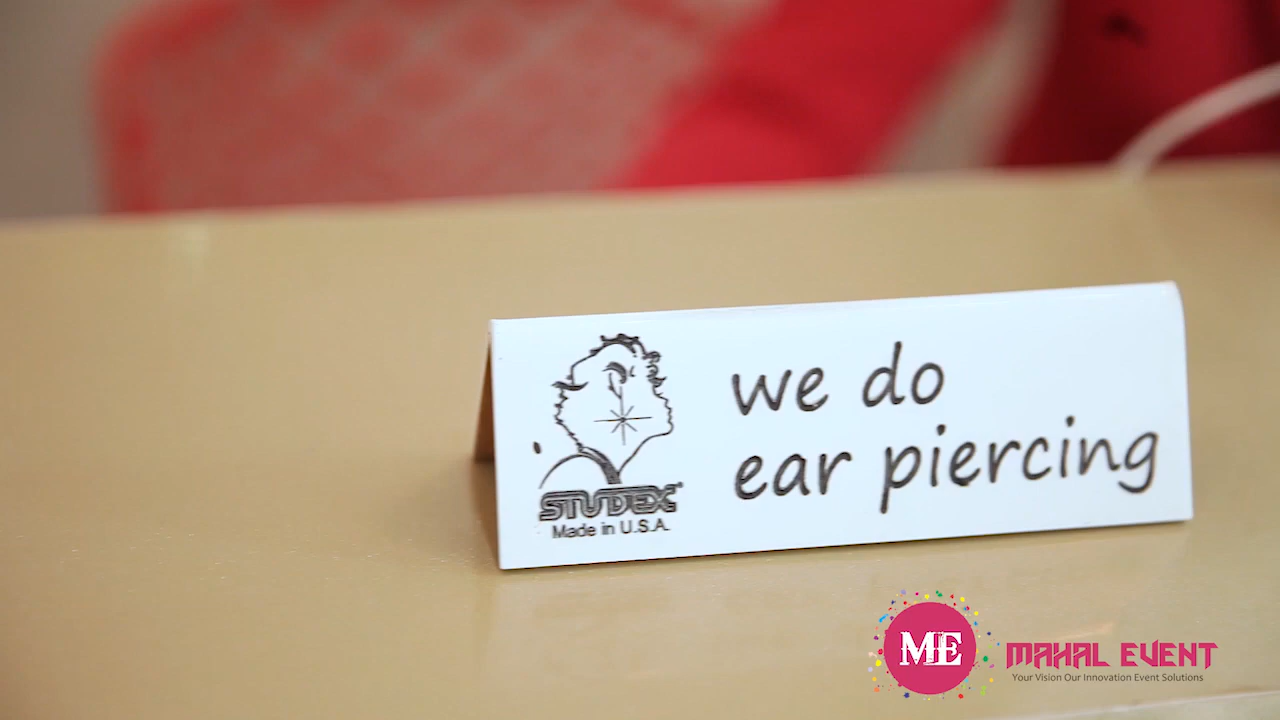 we do
ear piercing
STUDEX
Made in U.S.A.
ME
MAHAL EVENT
Your Vision Our Innovation Event Solutions